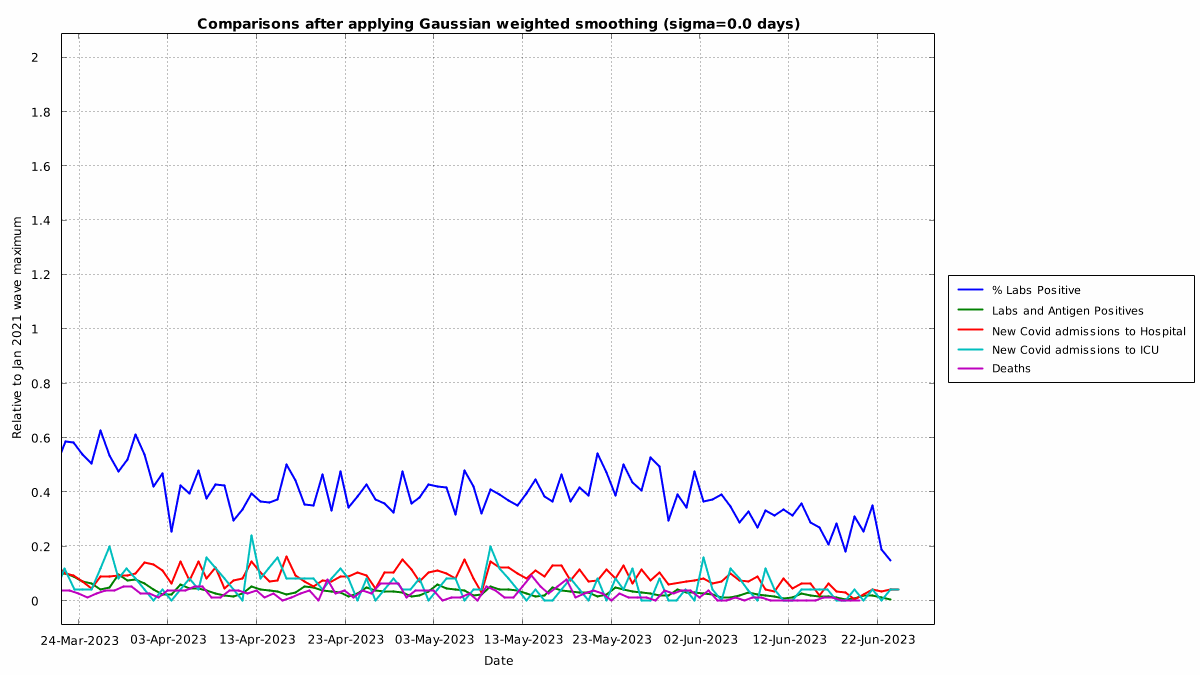 Comparisons after applying Gaussian weighted smoothing (sigma=0.0 days)
Relative to Jan 2021 wave maximum
2
1.8
1.6
1.4
1.2
1
0.8
0.6
0.4
0.2
0
24-Mar-2023 03-Apr-2023 13-Apr-2023 23-Apr-2023 03-May-2023 13-May-2023 23-May-2023 02-Jun-2023 12-Jun-2023 22-Jun-2023
Date
% Labs Positive
Labs and Antigen Positives
New Covid admissions to Hospital
New Covid admissions to ICU
Deaths